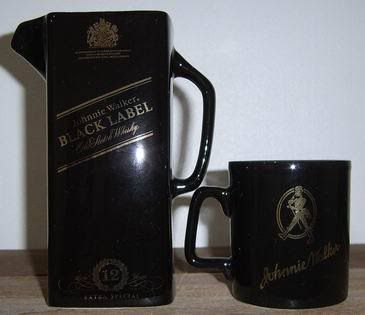 Johnnie Walker
BLACK LABEL
Old Scotch Whisky
12
EXTRA SPECIAL
Johnnie Walker